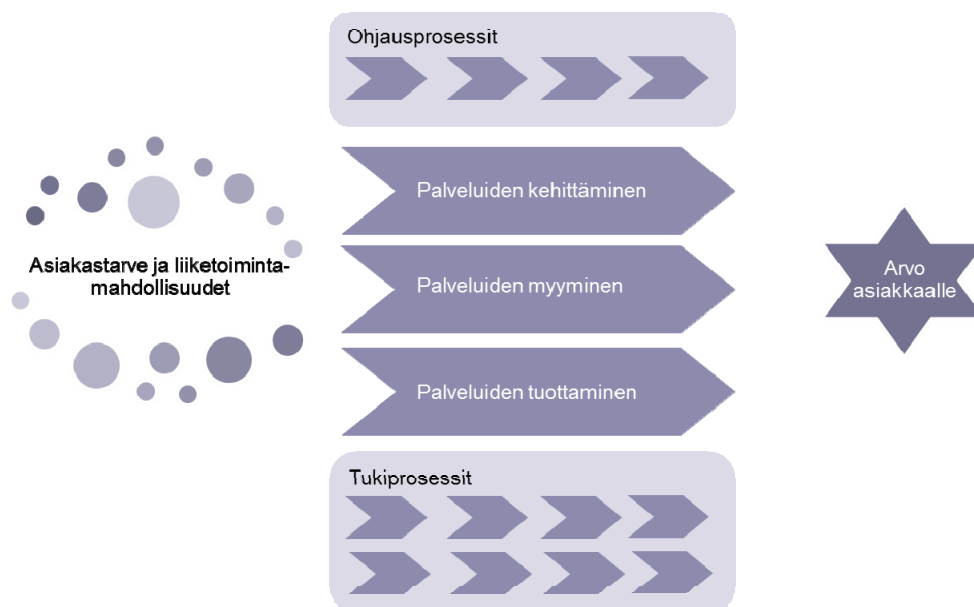 Ohjausprosessit
Palveluiden kehittäminen
Asiakastarve ja liiketoiminta-
mahdollisuudet
Palveluiden myyminen
Arvo
asiakkaalle
Palveluiden tuottaminen
Tukiprosessit